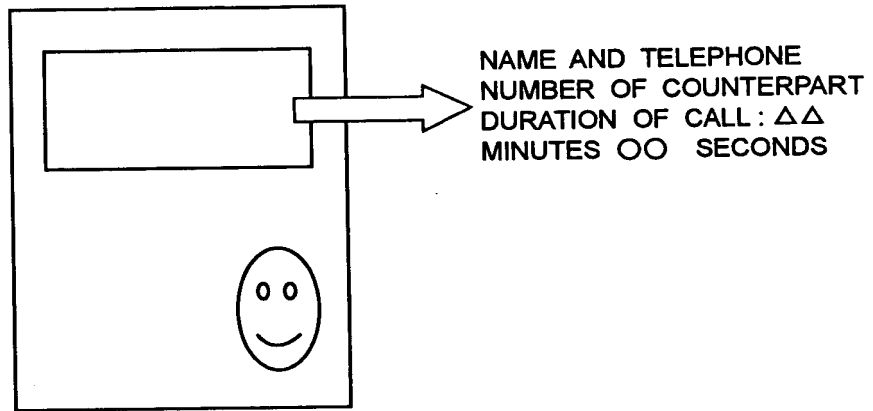 NAME AND TELEPHONE
NUMBER OF COUNTERPART
DURATION OF CALL : △△
MINUTES ○○ SECONDS